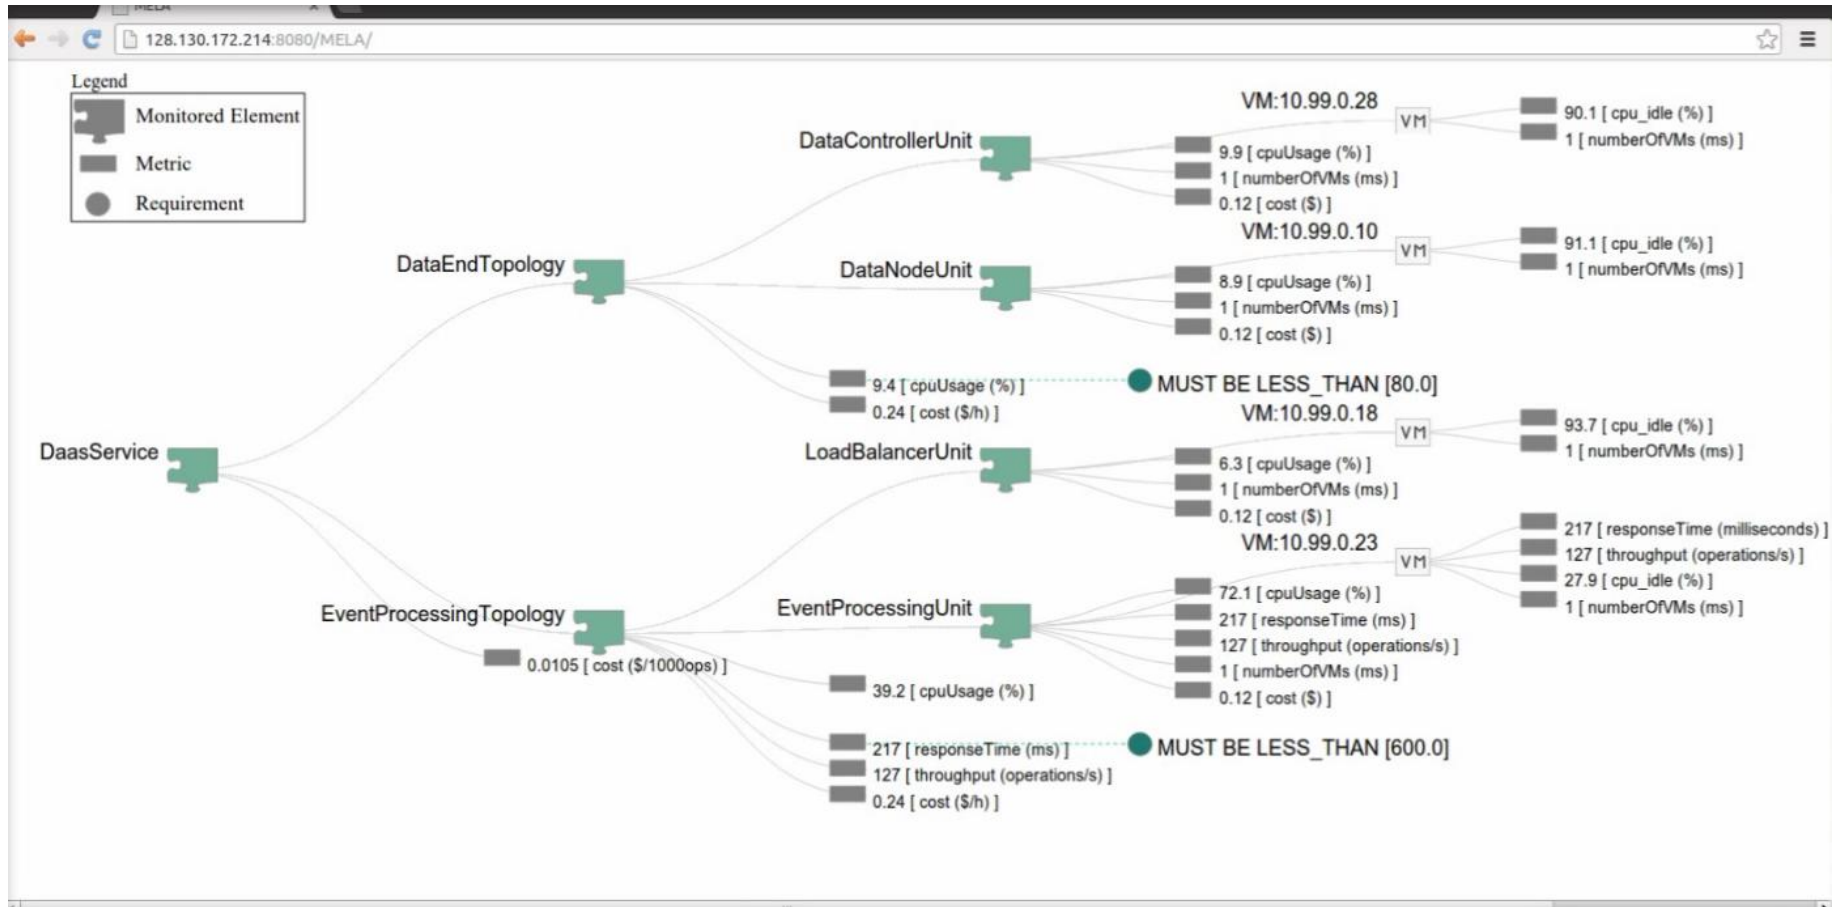 MELA
128.130.172.214:8080/MELA/
Legend
Monitored Element
Metric
Requirement
DaasService
0.0105 [ cost ($/1000ops) ]
DataEndTopology
9.4 [ cpuUsage (%) ]
MUST BE LESS_THAN [80.0]
0.24 [ cost ($/h) ]
DataControllerUnit
9.9 [ cpuUsage (%) ]
1 [ numberOfVMs (ms) ]
0.12 [ cost ($) ]
VM:10.99.0.28
VM
90.1 [ cpu_idle (%) ]
1 [ numberOfVMs (ms) ]
DataNodeUnit
8.9 [ cpuUsage (%) ]
1 [ numberOfVMs (ms) ]
0.12 [ cost ($) ]
VM:10.99.0.10
VM
91.1 [ cpu_idle (%) ]
1 [ numberOfVMs (ms) ]
EventProcessingTopology
39.2 [ cpuUsage (%) ]
217 [ responseTime (ms) ]
MUST BE LESS_THAN [600.0]
127 [ throughput (operations/s) ]
0.24 [ cost ($/h) ]
LoadBalancerUnit
6.3 [ cpuUsage (%) ]
1 [ numberOfVMs (ms) ]
0.12 [ cost ($) ]
VM:10.99.0.18
VM
93.7 [ cpu_idle (%) ]
1 [ numberOfVMs (ms) ]
EventProcessingUnit
72.1 [ cpuUsage (%) ]
217 [ responseTime (ms) ]
127 [ throughput (operations/s) ]
1 [ numberOfVMs (ms) ]
0.12 [ cost ($) ]
VM:10.99.0.23
VM
217 [ responseTime (milliseconds) ]
127 [ throughput (operations/s) ]
27.9 [ cpu_idle (%) ]
1 [ numberOfVMs (ms) ]